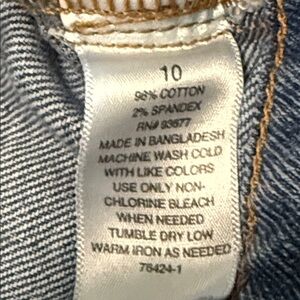 10
98% COTTON
2% SPANDEX
RN# 93677
MADE IN BANGLADESH
MACHINE WASH COLD
WITH LIKE COLORS
USE ONLY NON-
CHLORINE BLEACH
WHEN NEEDED
TUMBLE DRY LOW
WARM IRON AS NEEDED
76424-1